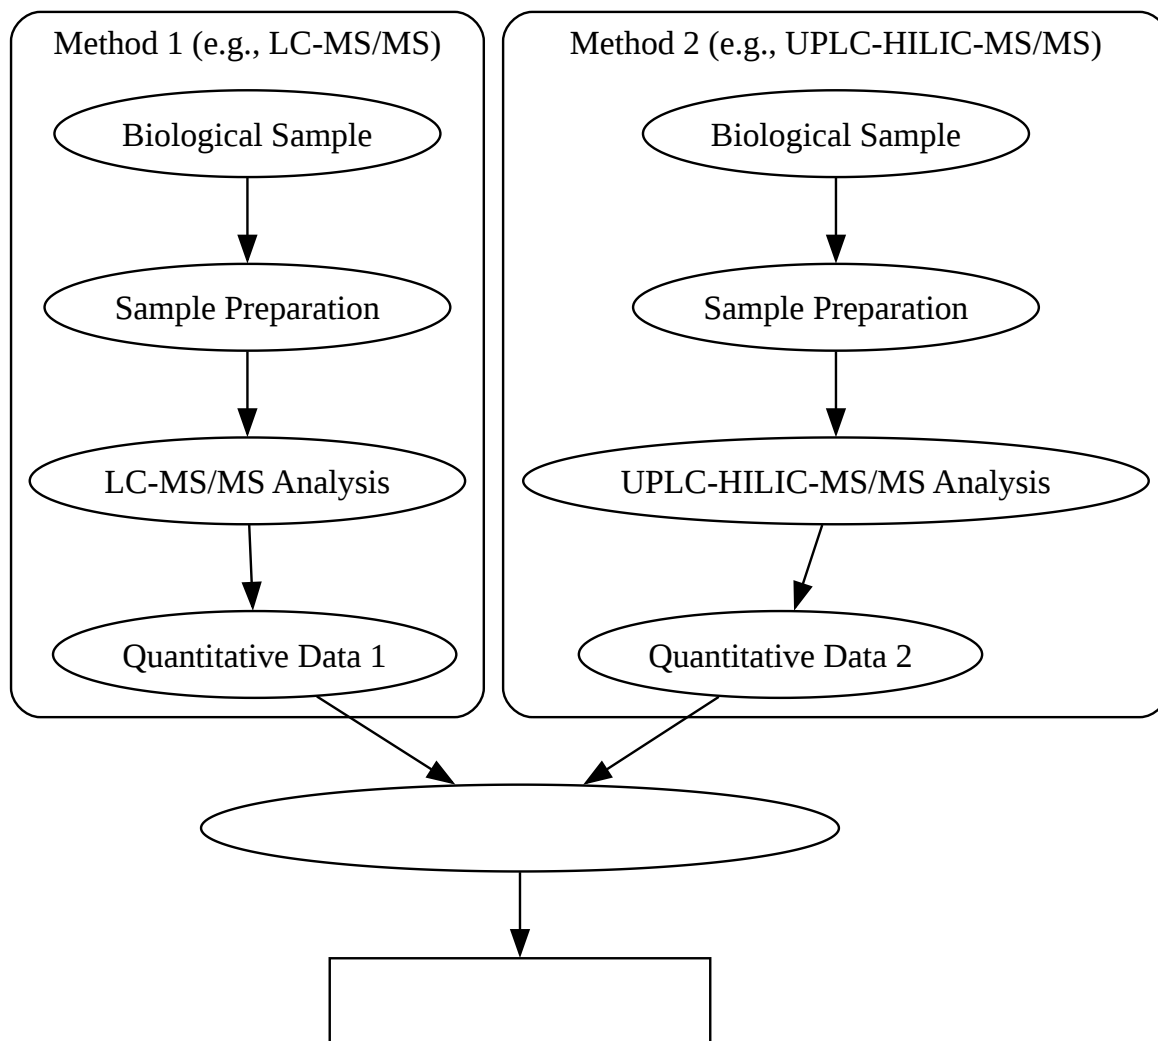 Method 1 (e.g., LC-MS/MS)
Biological Sample
Sample Preparation
LC-MS/MS Analysis
Quantitative Data 1
Method 2 (e.g., UPLC-HILIC-MS/MS)
Biological Sample
Sample Preparation
UPLC-HILIC-MS/MS Analysis
Quantitative Data 2